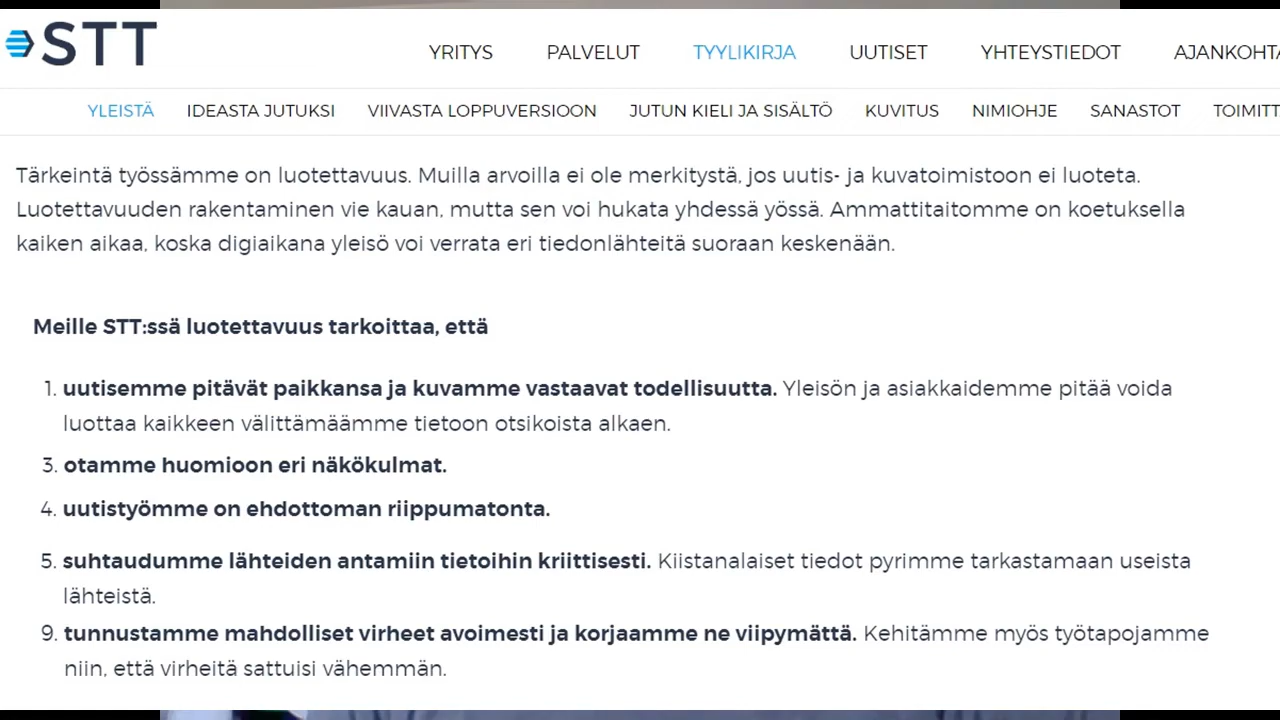 STT
YRITYS PALVELUT TYYLIKIRJA UUTISET YHTEYSTIEDOT AJANKOHTA
YLEISTÄ IDEASTA JUTUKSI VIIVASTA LOPPUVERSIOON JUTUN KIELI JA SISÄLTÖ KUVITUS NIMIOHJE SANASTOT TOIMITT
Tärkeintä työssämme on luotettavuus. Muilla arvoilla ei ole merkitystä, jos uutis- ja kuvatoimistoon ei luoteta.
Luotettavuuden rakentaminen vie kauan, mutta sen voi hukata yhdessä yössä. Ammattitaitomme on koetuksella
kaiken aikaa, koska digiaikana yleisö voi verrata eri tiedonlähteitä suoraan keskenään.
Meille STT:ssä luotettavuus tarkoittaa, että
1. uutisemme pitävät paikkansa ja kuvamme vastaavat todellisuutta. Yleisön ja asiakkaidemme pitää voida
luottaa kaikkeen välittämäämme tietoon otsikoista alkaen.
3. otamme huomioon eri näkökulmat.
4. uutistyömme on ehdottoman riippumatonta.
5. suhtaudumme lähteiden antamiin tietoihin kriittisesti. Kiistanalaiset tiedot pyrimme tarkastamaan useista
lähteistä.
9. tunnustamme mahdolliset virheet avoimesti ja korjaamme ne viipymättä. Kehitämme myös työtapojamme
niin, että virheitä sattuisi vähemmän.